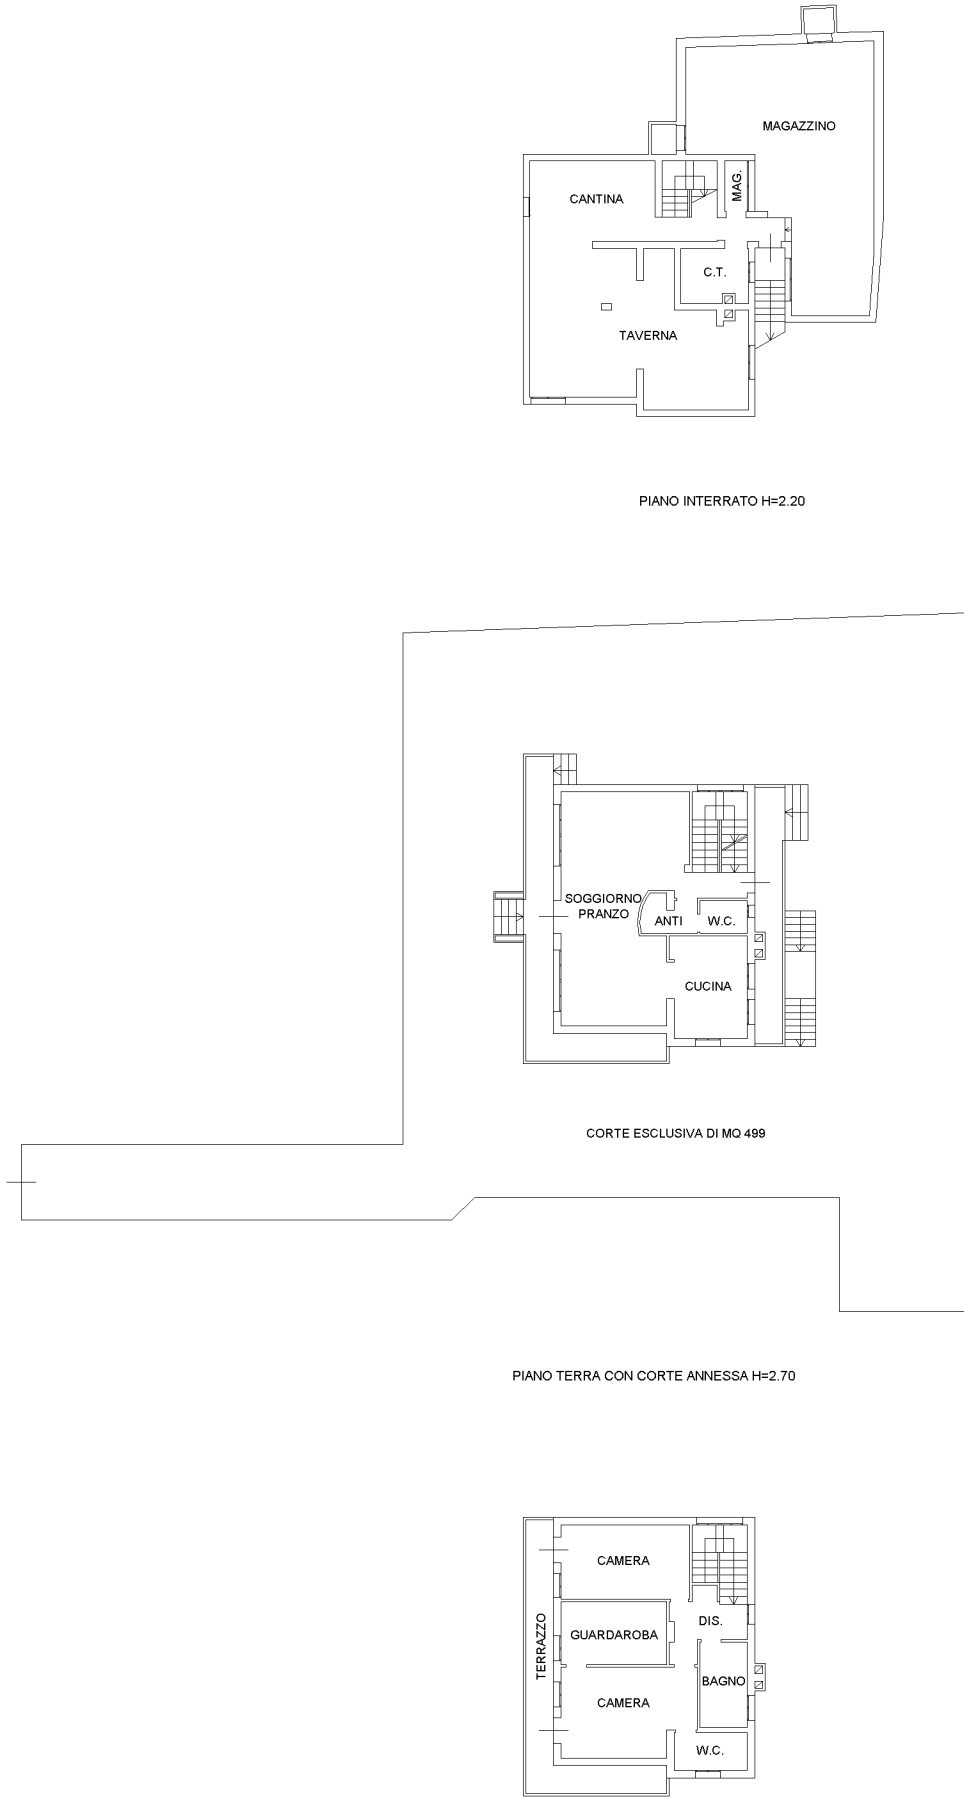 MAGAZZINO
CANTINA
MAG.
C.T.
TAVERNA
PIANO INTERRATO H=2.20
SOGGIORNO
PRANZO
ANTI
W.C.
CUCINA
CORTE ESCLUSIVA DI MQ 499
PIANO TERRA CON CORTE ANNESSA H=2.70
CAMERA
DIS.
GUARDAROBA
TERRAZZO
BAGNO
CAMERA
W.C.